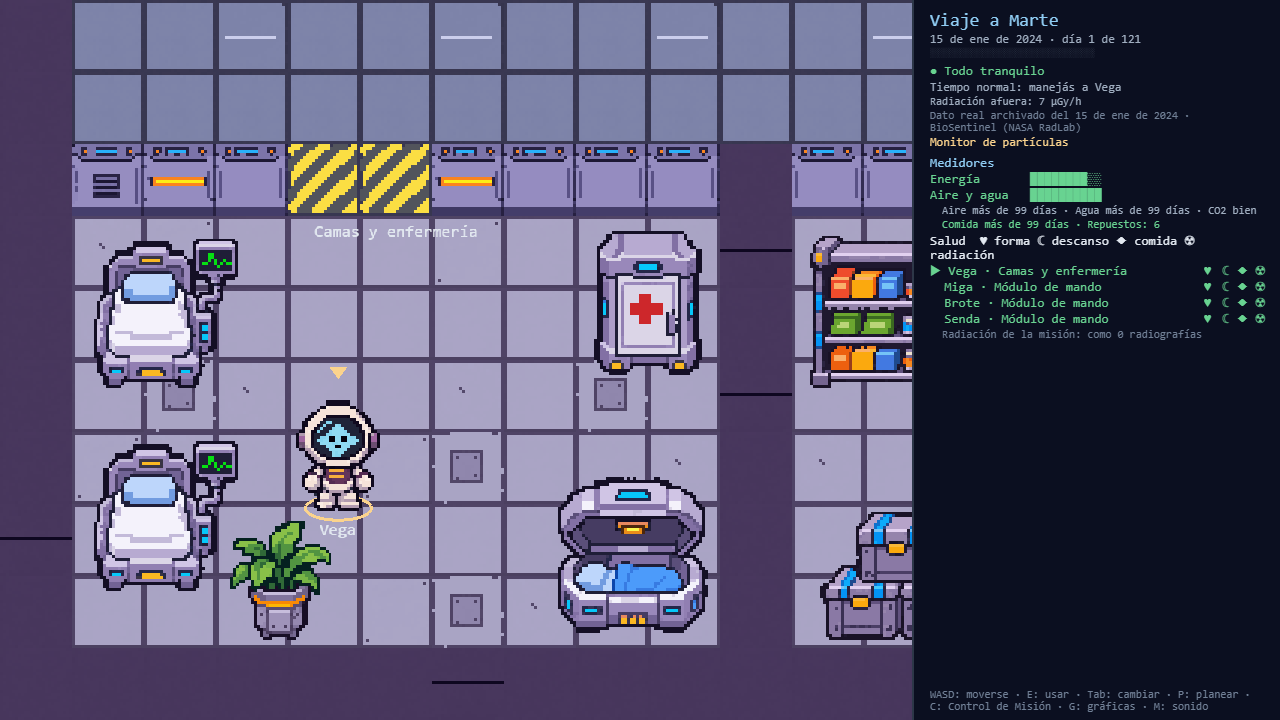 Viaje a Marte
15 de ene de 2024 · día 1 de 121
● Todo tranquilo
Tiempo normal: manejás a Vega
Radiación afuera: 7 µGy/h
Dato real archivado del 15 de ene de 2024 ·
BioSentinel (NASA RadLab)
Monitor de partículas
Medidores
Energía
Aire y agua
Aire más de 99 días · Agua más de 99 días · CO2 bien
Comida más de 99 días · Repuestos: 6
Salud ♥ forma ☾ descanso ◆ comida ☢
radiación
▶ Vega · Camas y enfermería ♥ ☾ ◆ ☢
Miga · Módulo de mando ♥ ☾ ◆ ☢
Brote · Módulo de mando ♥ ☾ ◆ ☢
Senda · Módulo de mando ♥ ☾ ◆ ☢
Radiación de la misión: como 0 radiografías
WASD: moverse · E: usar · Tab: cambiar · P: planear ·
C: Control de Misión · G: gráficas · M: sonido
Camas y enfermería
Vega